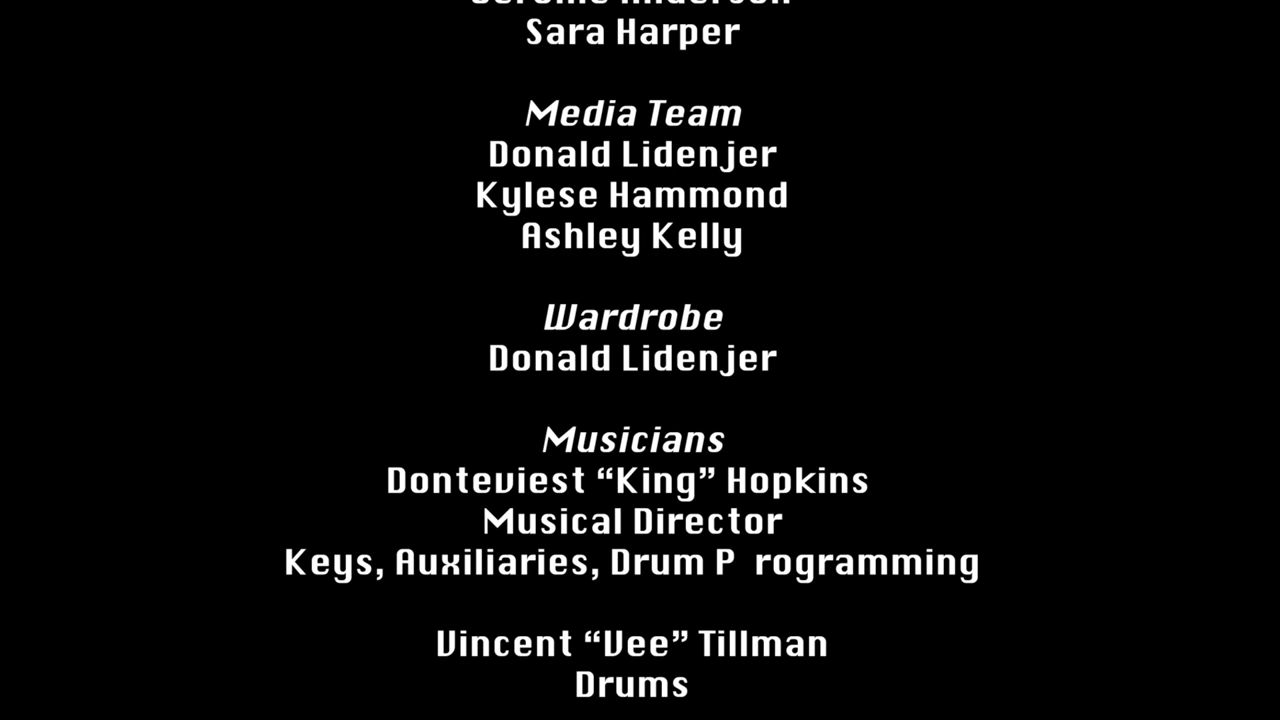 Sara Harper
Media Team
Donald Lidenjer
Kylese Hammond
Ashley Kelly
Wardrobe
Donald Lidenjer
Musicians
Donteviest “King” Hopkins
Musical Director
Keys, Auxiliaries, Drum P rogramming
Vincent “Vee” Tillman
Drums